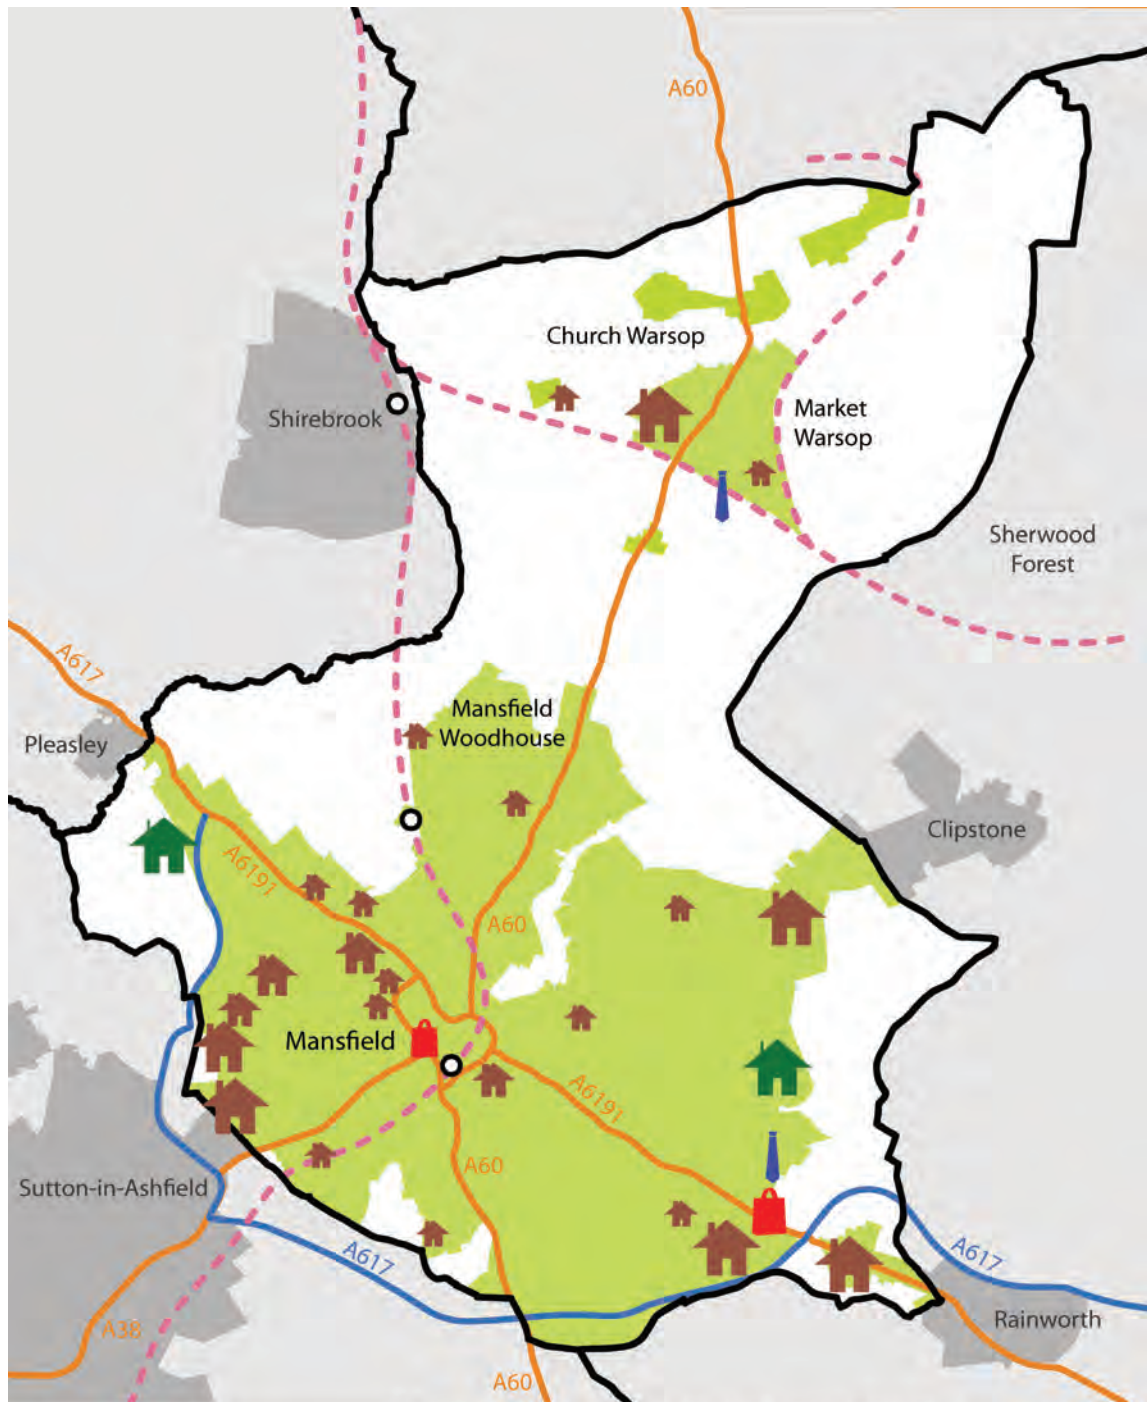 A60
Church Warsop
Shirebrook
Market
Warsop
Sherwood
Forest
A617
Mansfield
Woodhouse
Pleasley
Clipstone
A6191
A60
Mansfield
A6191
A60
Sutton-in-Ashfield
A617
A617
Rainworth
A38
A60